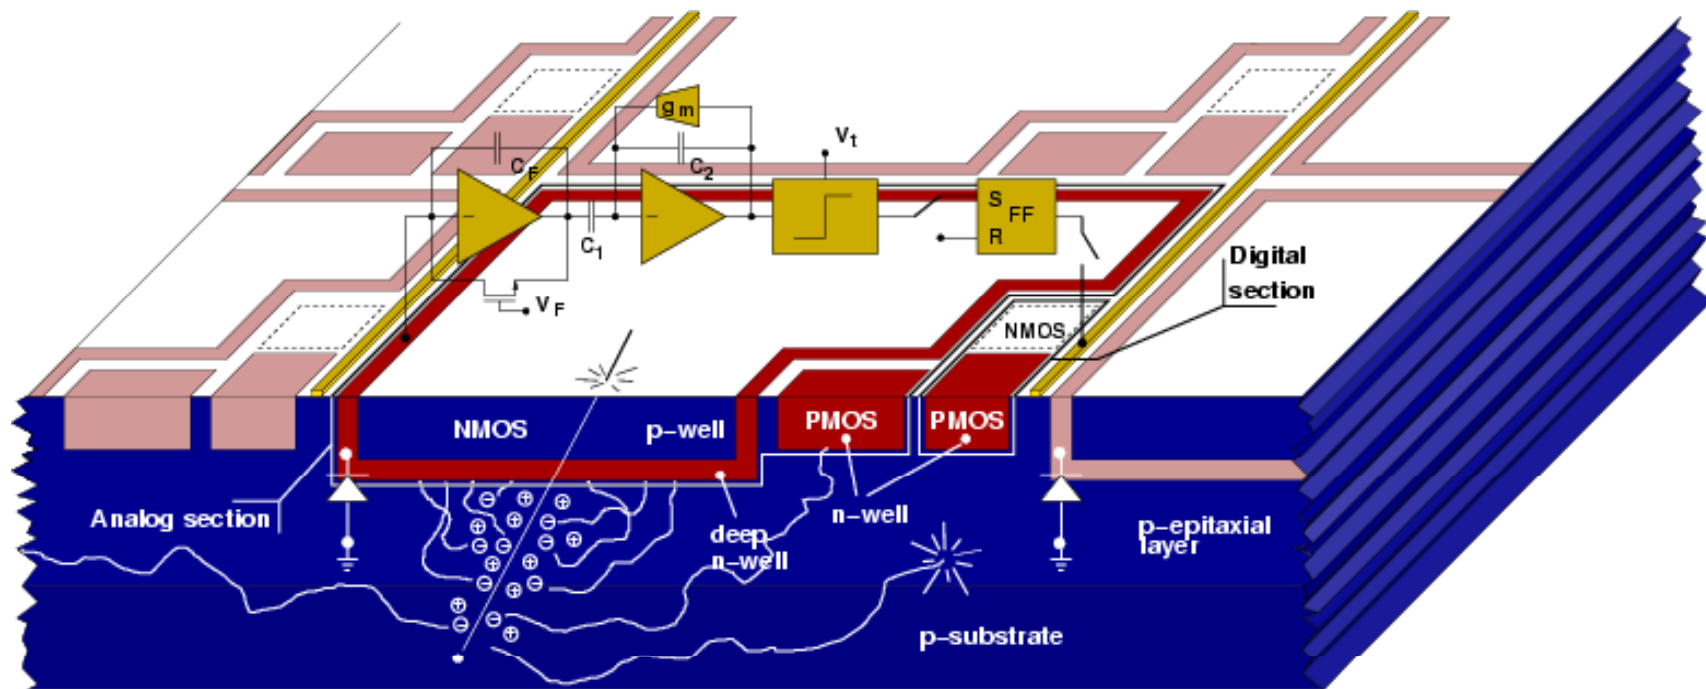 g m
C F
C 2
V t
C 1
S
FF
R
V F
Digital
section
NMOS
NMOS
p-well
PMOS
PMOS
Analog section
deep
n-well
n-well
p-epitaxial
layer
p-substrate